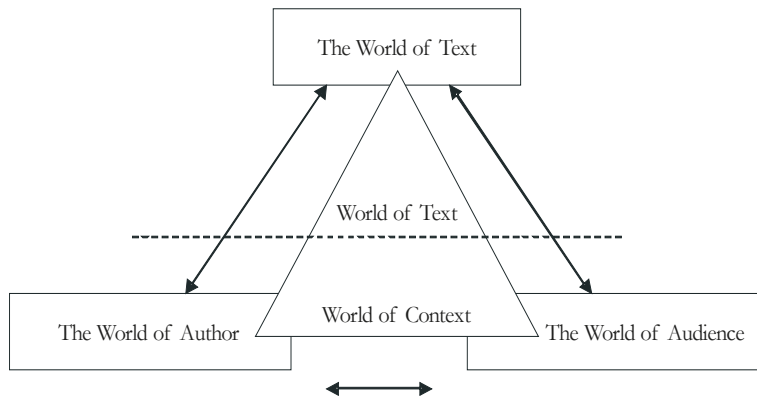 The World of Text
World of Text
World of Context
The World of Author
The World of Audience